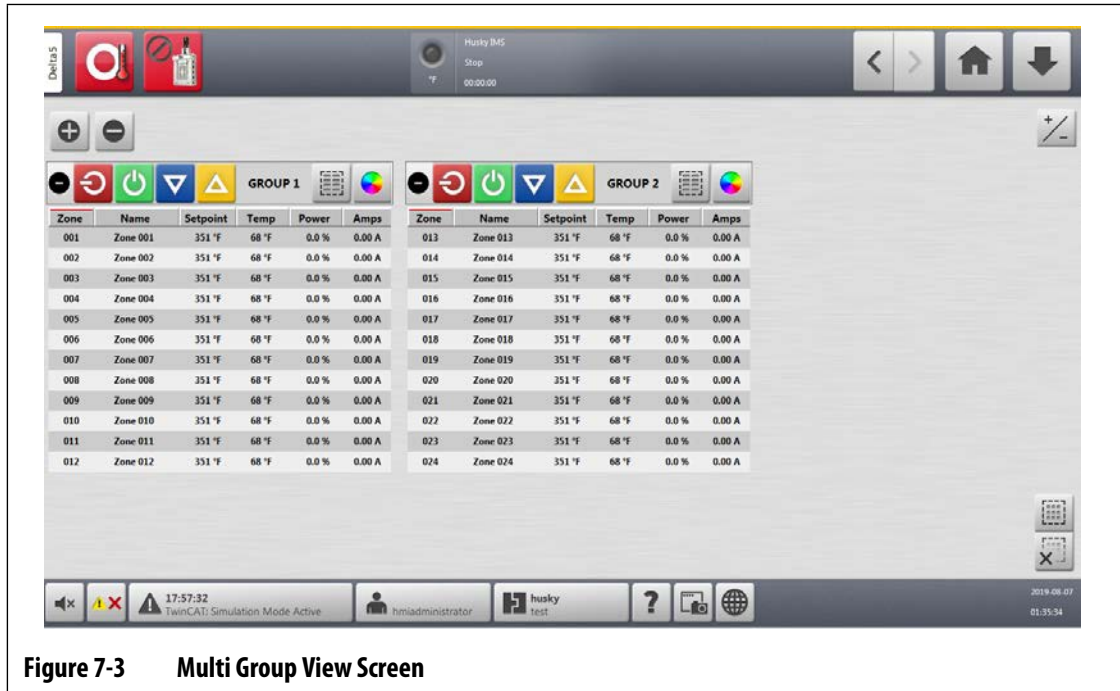 Delta5
Husky IMS
Stop
°F 00:00:00
GROUP 1
Zone Name Setpoint Temp Power Amps
001 Zone 001 351 °F 68 °F 0.0 % 0.00 A
002 Zone 002 351 °F 68 °F 0.0 % 0.00 A
003 Zone 003 351 °F 68 °F 0.0 % 0.00 A
004 Zone 004 351 °F 68 °F 0.0 % 0.00 A
005 Zone 005 351 °F 68 °F 0.0 % 0.00 A
006 Zone 006 351 °F 68 °F 0.0 % 0.00 A
007 Zone 007 351 °F 68 °F 0.0 % 0.00 A
008 Zone 008 351 °F 68 °F 0.0 % 0.00 A
009 Zone 009 351 °F 68 °F 0.0 % 0.00 A
010 Zone 010 351 °F 68 °F 0.0 % 0.00 A
011 Zone 011 351 °F 68 °F 0.0 % 0.00 A
012 Zone 012 351 °F 68 °F 0.0 % 0.00 A
GROUP 2
Zone Name Setpoint Temp Power Amps
013 Zone 013 351 °F 68 °F 0.0 % 0.00 A
014 Zone 014 351 °F 68 °F 0.0 % 0.00 A
015 Zone 015 351 °F 68 °F 0.0 % 0.00 A
016 Zone 016 351 °F 68 °F 0.0 % 0.00 A
017 Zone 017 351 °F 68 °F 0.0 % 0.00 A
018 Zone 018 351 °F 68 °F 0.0 % 0.00 A
019 Zone 019 351 °F 68 °F 0.0 % 0.00 A
020 Zone 020 351 °F 68 °F 0.0 % 0.00 A
021 Zone 021 351 °F 68 °F 0.0 % 0.00 A
022 Zone 022 351 °F 68 °F 0.0 % 0.00 A
023 Zone 023 351 °F 68 °F 0.0 % 0.00 A
024 Zone 024 351 °F 68 °F 0.0 % 0.00 A
17:57:32
TwinCAT: Simulation Mode Active
hmiadministrator
husky
test
2019-08-07
01:35:34
Figure 7-3 Multi Group View Screen